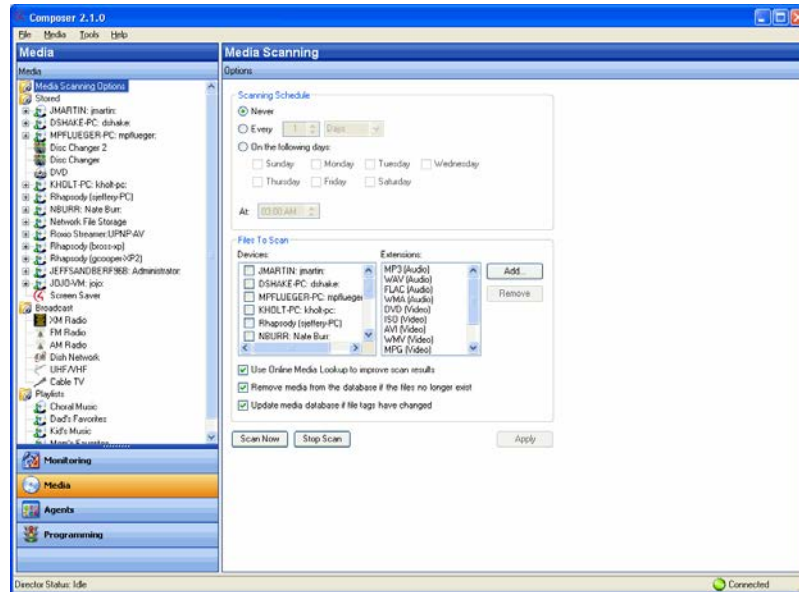 Composer 2.1.0
File Media Tools Help
Media
Media
Media Scanning Options
Stored
JMARTIN: jmartin:
DSHAKE-PC: dshake:
MPFLUEGER-PC: mpflueger:
Disc Changer 2
Disc Changer
DVD
KHOLT-PC: kholt-pc:
Rhapsody (sjeffery-PC)
NBURR: Nate Burr:
Network File Storage
Roxio Streamer:UPNP-AV
Rhapsody (bross-xp)
Rhapsody (gcooper-XP2)
JEFFSANDBERF96B: Administrator:
JOJO-VM: jojo:
Screen Saver
Broadcast
XM Radio
FM Radio
AM Radio
Dish Network
UHF/VHF
Cable TV
Playlists
Choral Music
Dad's Favorites
Kid's Music
Mom's Favorites
Monitoring
Media
Agents
Programming
Media Scanning
Options
Scanning Schedule
Never
Every 1 Days
On the following days:
Sunday Monday Tuesday Wednesday
Thursday Friday Saturday
At: 03:00 AM
Files To Scan
Devices:
JMARTIN: jmartin:
DSHAKE-PC: dshake:
MPFLUEGER-PC: mpflueger
KHOLT-PC: kholt-pc:
Rhapsody (sjeffery-PC)
NBURR: Nate Burr:
Extensions:
MP3 (Audio)
WAV (Audio)
FLAC (Audio)
WMA (Audio)
DVD (Video)
ISO (Video)
AVI (Video)
WMV (Video)
MPG (Video)
Add...
Remove
Use Online Media Lookup to improve scan results
Remove media from the database if the files no longer exist
Update media database if file tags have changed
Scan Now Stop Scan Apply
Director Status: Idle
Connected